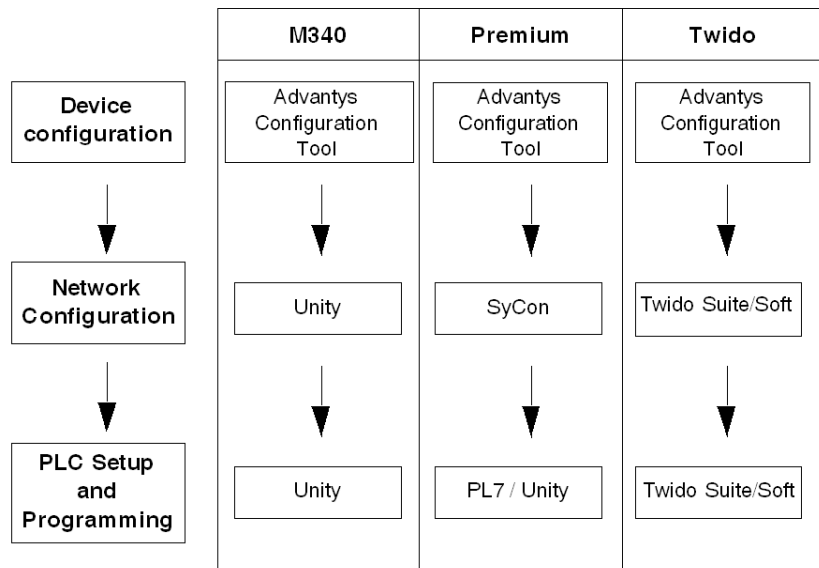 M340
Premium
Twido
Device
configuration
Advantys
Configuration
Tool
Advantys
Configuration
Tool
Advantys
Configuration
Tool
Network
Configuration
Unity
SyCon
Twido Suite/Soft
PLC Setup
and
Programming
Unity
PL7 / Unity
Twido Suite/Soft